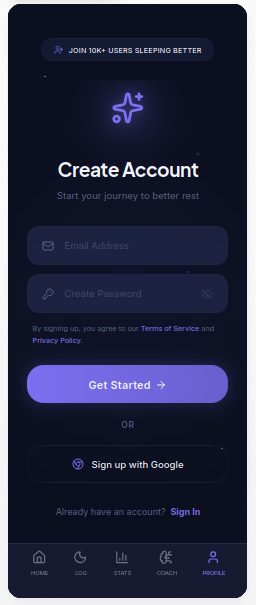 JOIN 10K+ USERS SLEEPING BETTER
Create Account
Start your journey to better rest
Email Address
Create Password
By signing up, you agree to our Terms of Service and
Privacy Policy.
Get Started →
OR
Sign up with Google
Already have an account? Sign In
HOME LOG STATS COACH PROFILE